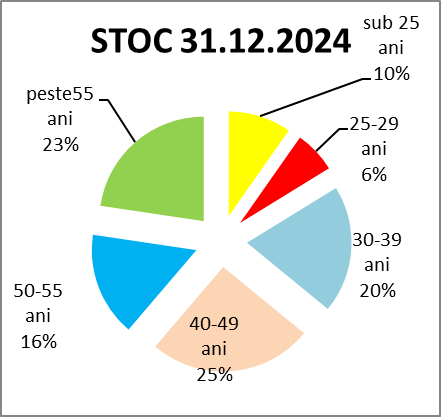 STOC 31.12.2024
sub 25
ani
10%
25-29
ani
6%
30-39
ani
20%
40-49
ani
25%
50-55
ani
16%
peste55
ani
23%